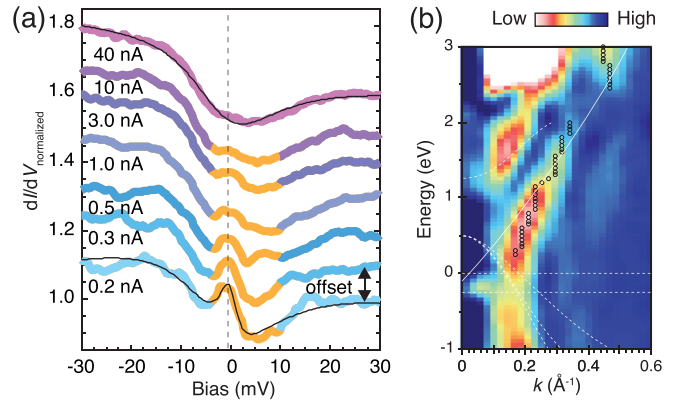 (a)
dI/dV normalized
1.8
1.6
1.4
1.2
1.0
40 nA
10 nA
3.0 nA
1.0 nA
0.5 nA
0.3 nA
0.2 nA
offset
-30 -20 -10 0 10 20 30
Bias (mV)
(b)
Low High
Energy (eV)
3
2
1
0
-1
0 0.2 0.4 0.6
k (Å-1)